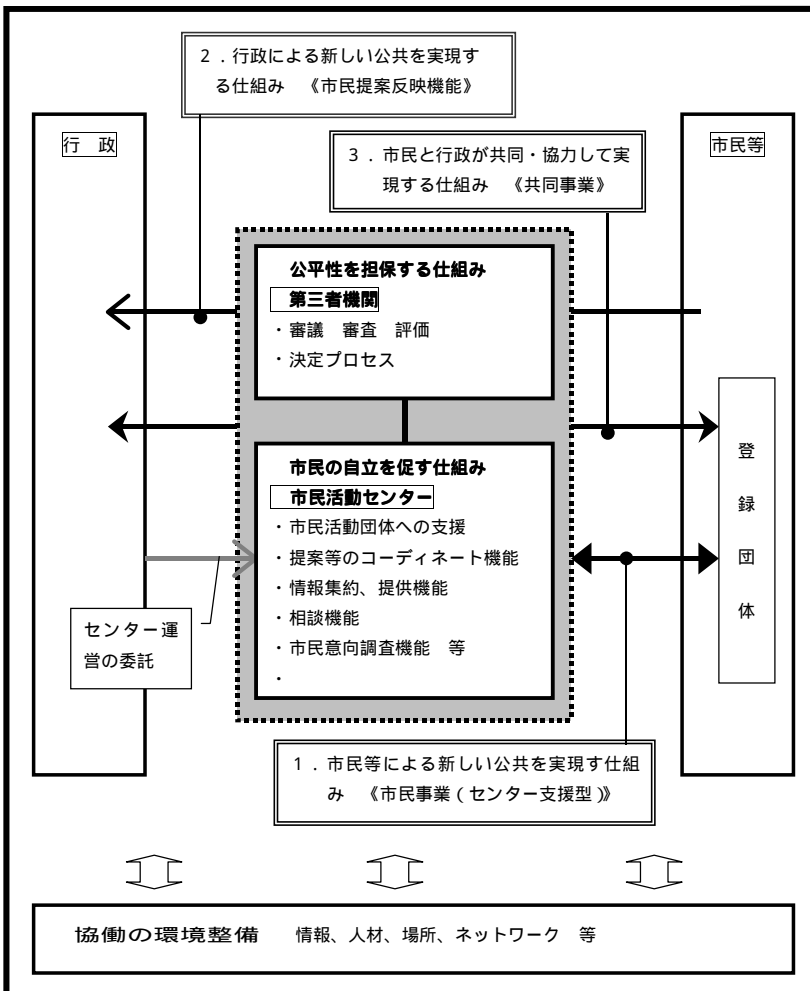 ２．行政による新しい公共を実現す
る仕組み　《市民提案反映機能》
行　政
３．市民と行政が共同・協力して実
現する仕組み　《共同事業》
市民等
公平性を担保する仕組み
第三者機関
・審議　審査　評価
・決定プロセス
市民の自立を促す仕組み
市民活動センター
・市民活動団体への支援
・提案等のコーディネート機能
・情報集約、提供機能
・相談機能
・市民意向調査機能　等
・
登
録
団
体
センター運
営の委託
１．市民等による新しい公共を実現す仕組
み　《市民事業（センター支援型）》
協働の環境整備　情報、人材、場所、ネットワーク　等